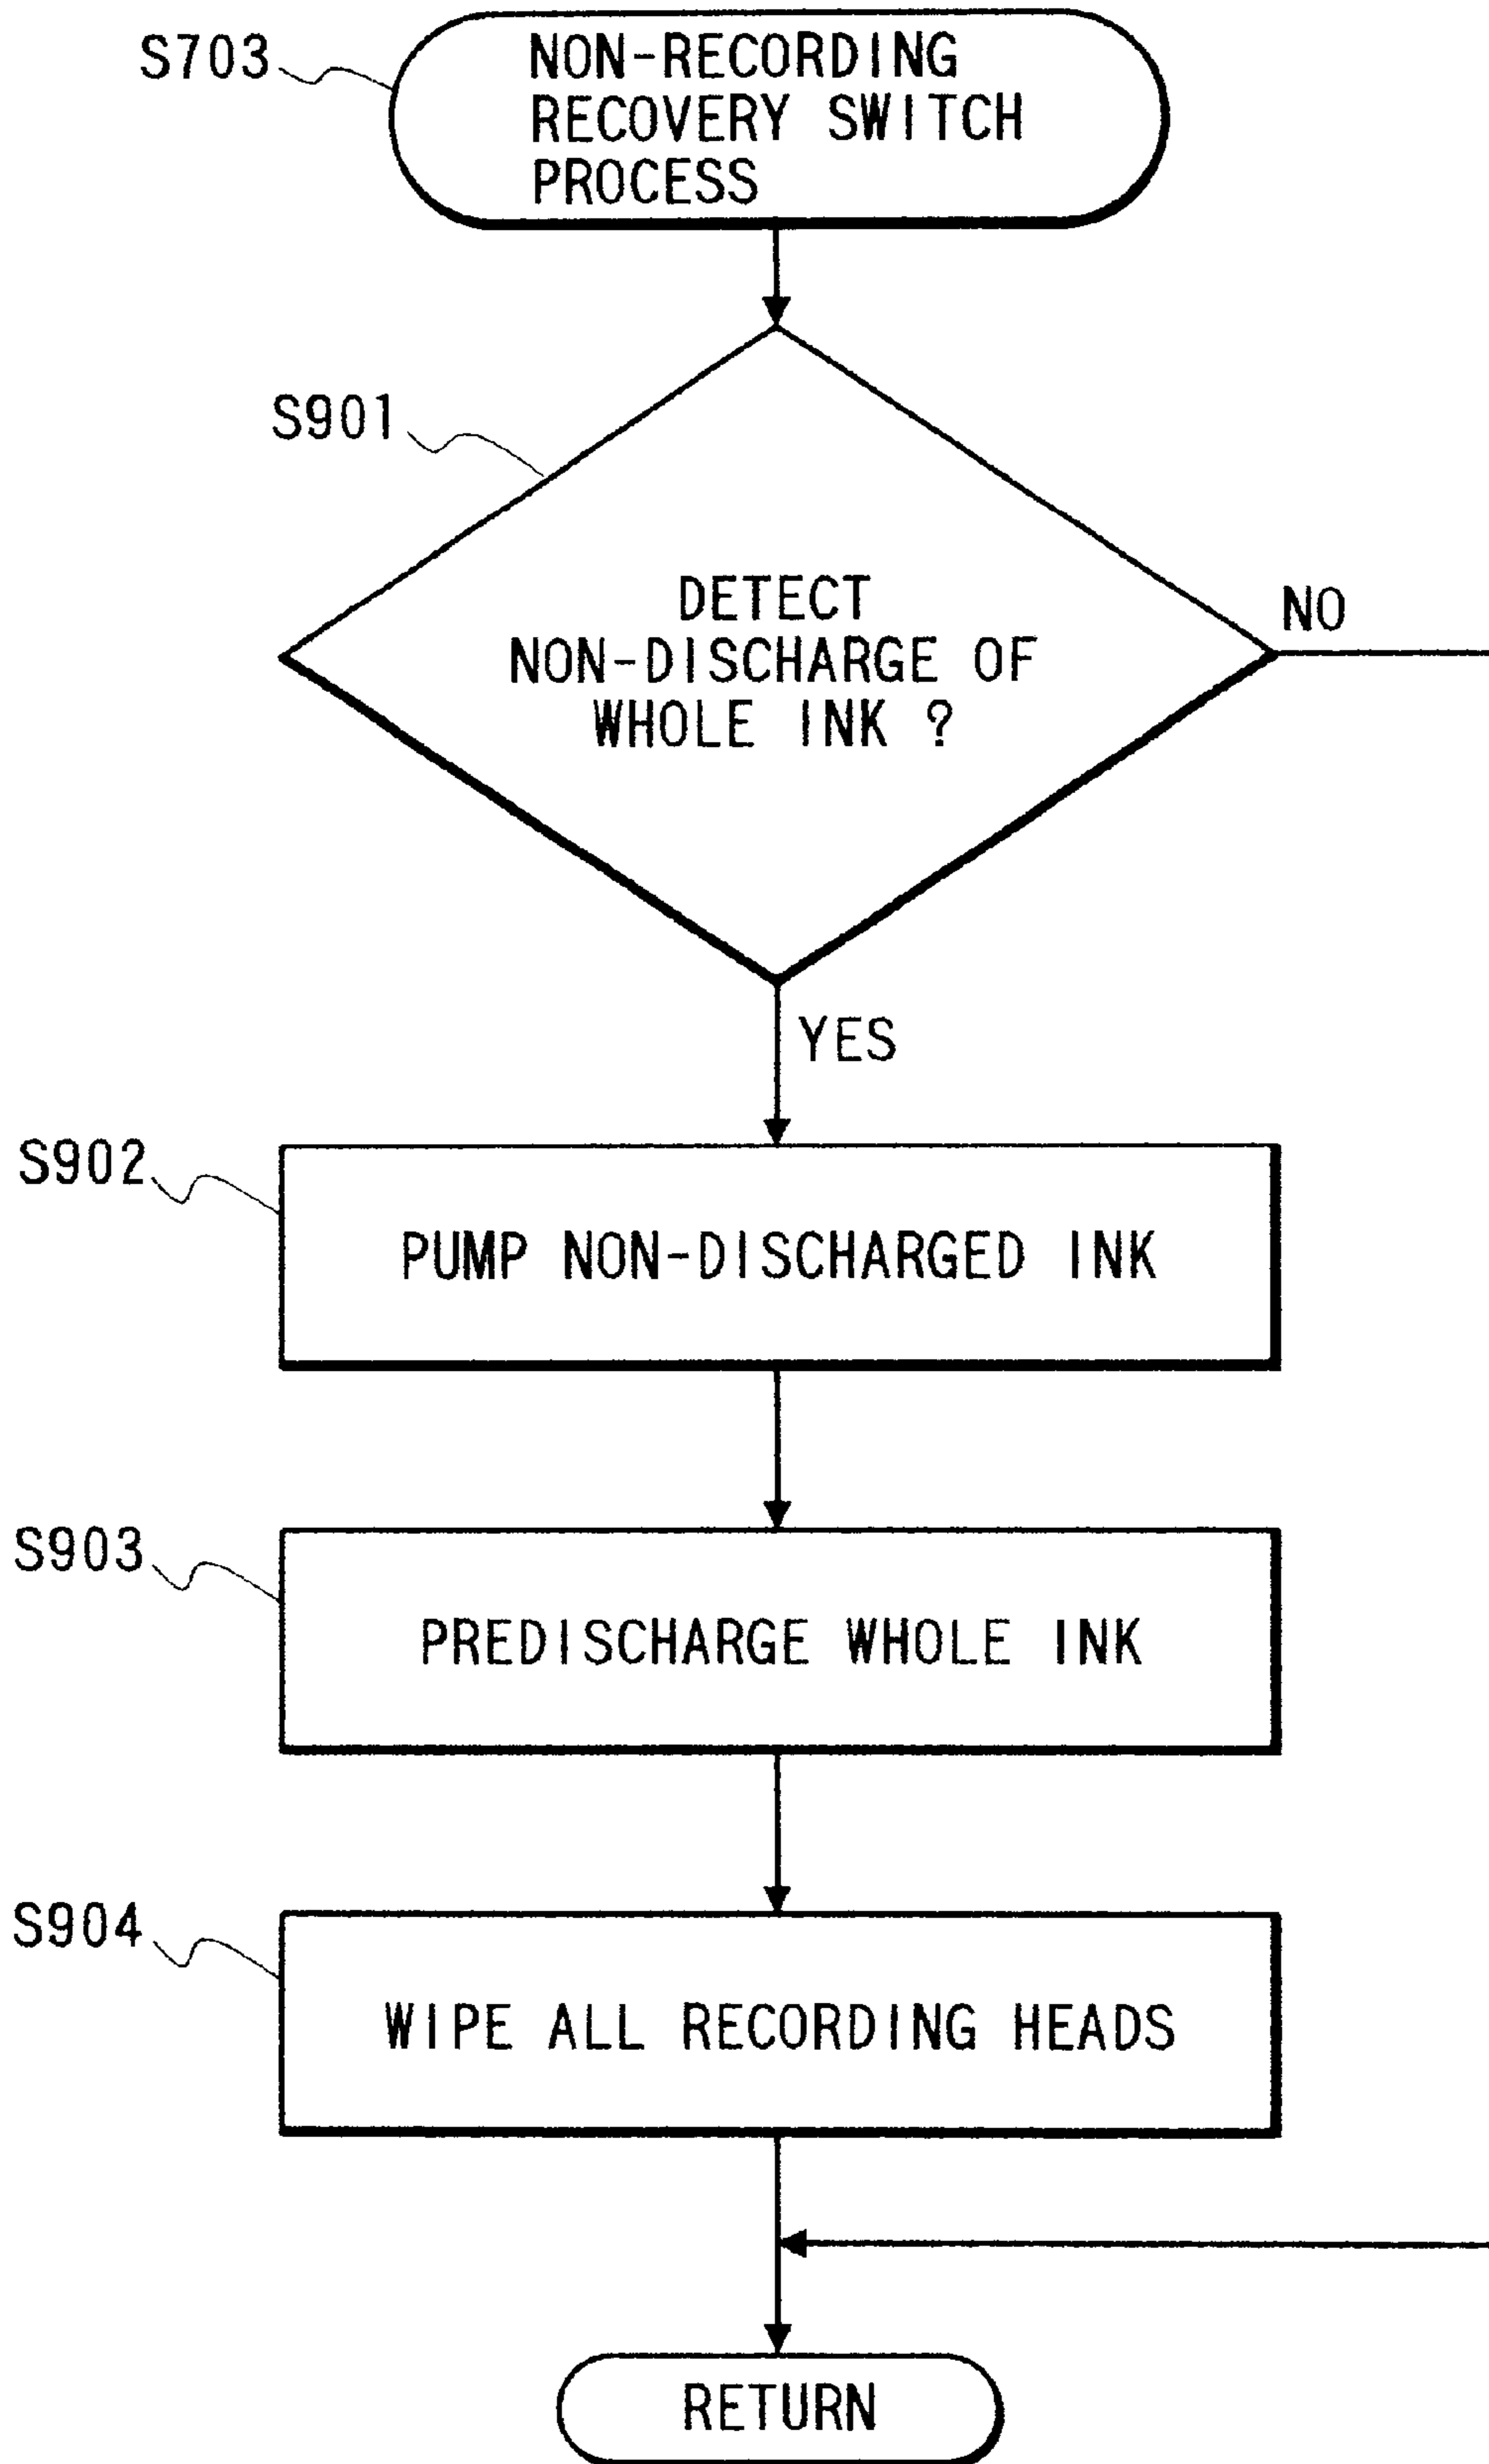 S703
NON-RECORDING
RECOVERY SWITCH
PROCESS
S901
DETECT
NON-DISCHARGE OF
WHOLE INK ?
NO
YES
S902
PUMP NON-DISCHARGED INK
S903
PREDISCHARGE WHOLE INK
S904
WIPE ALL RECORDING HEADS
RETURN